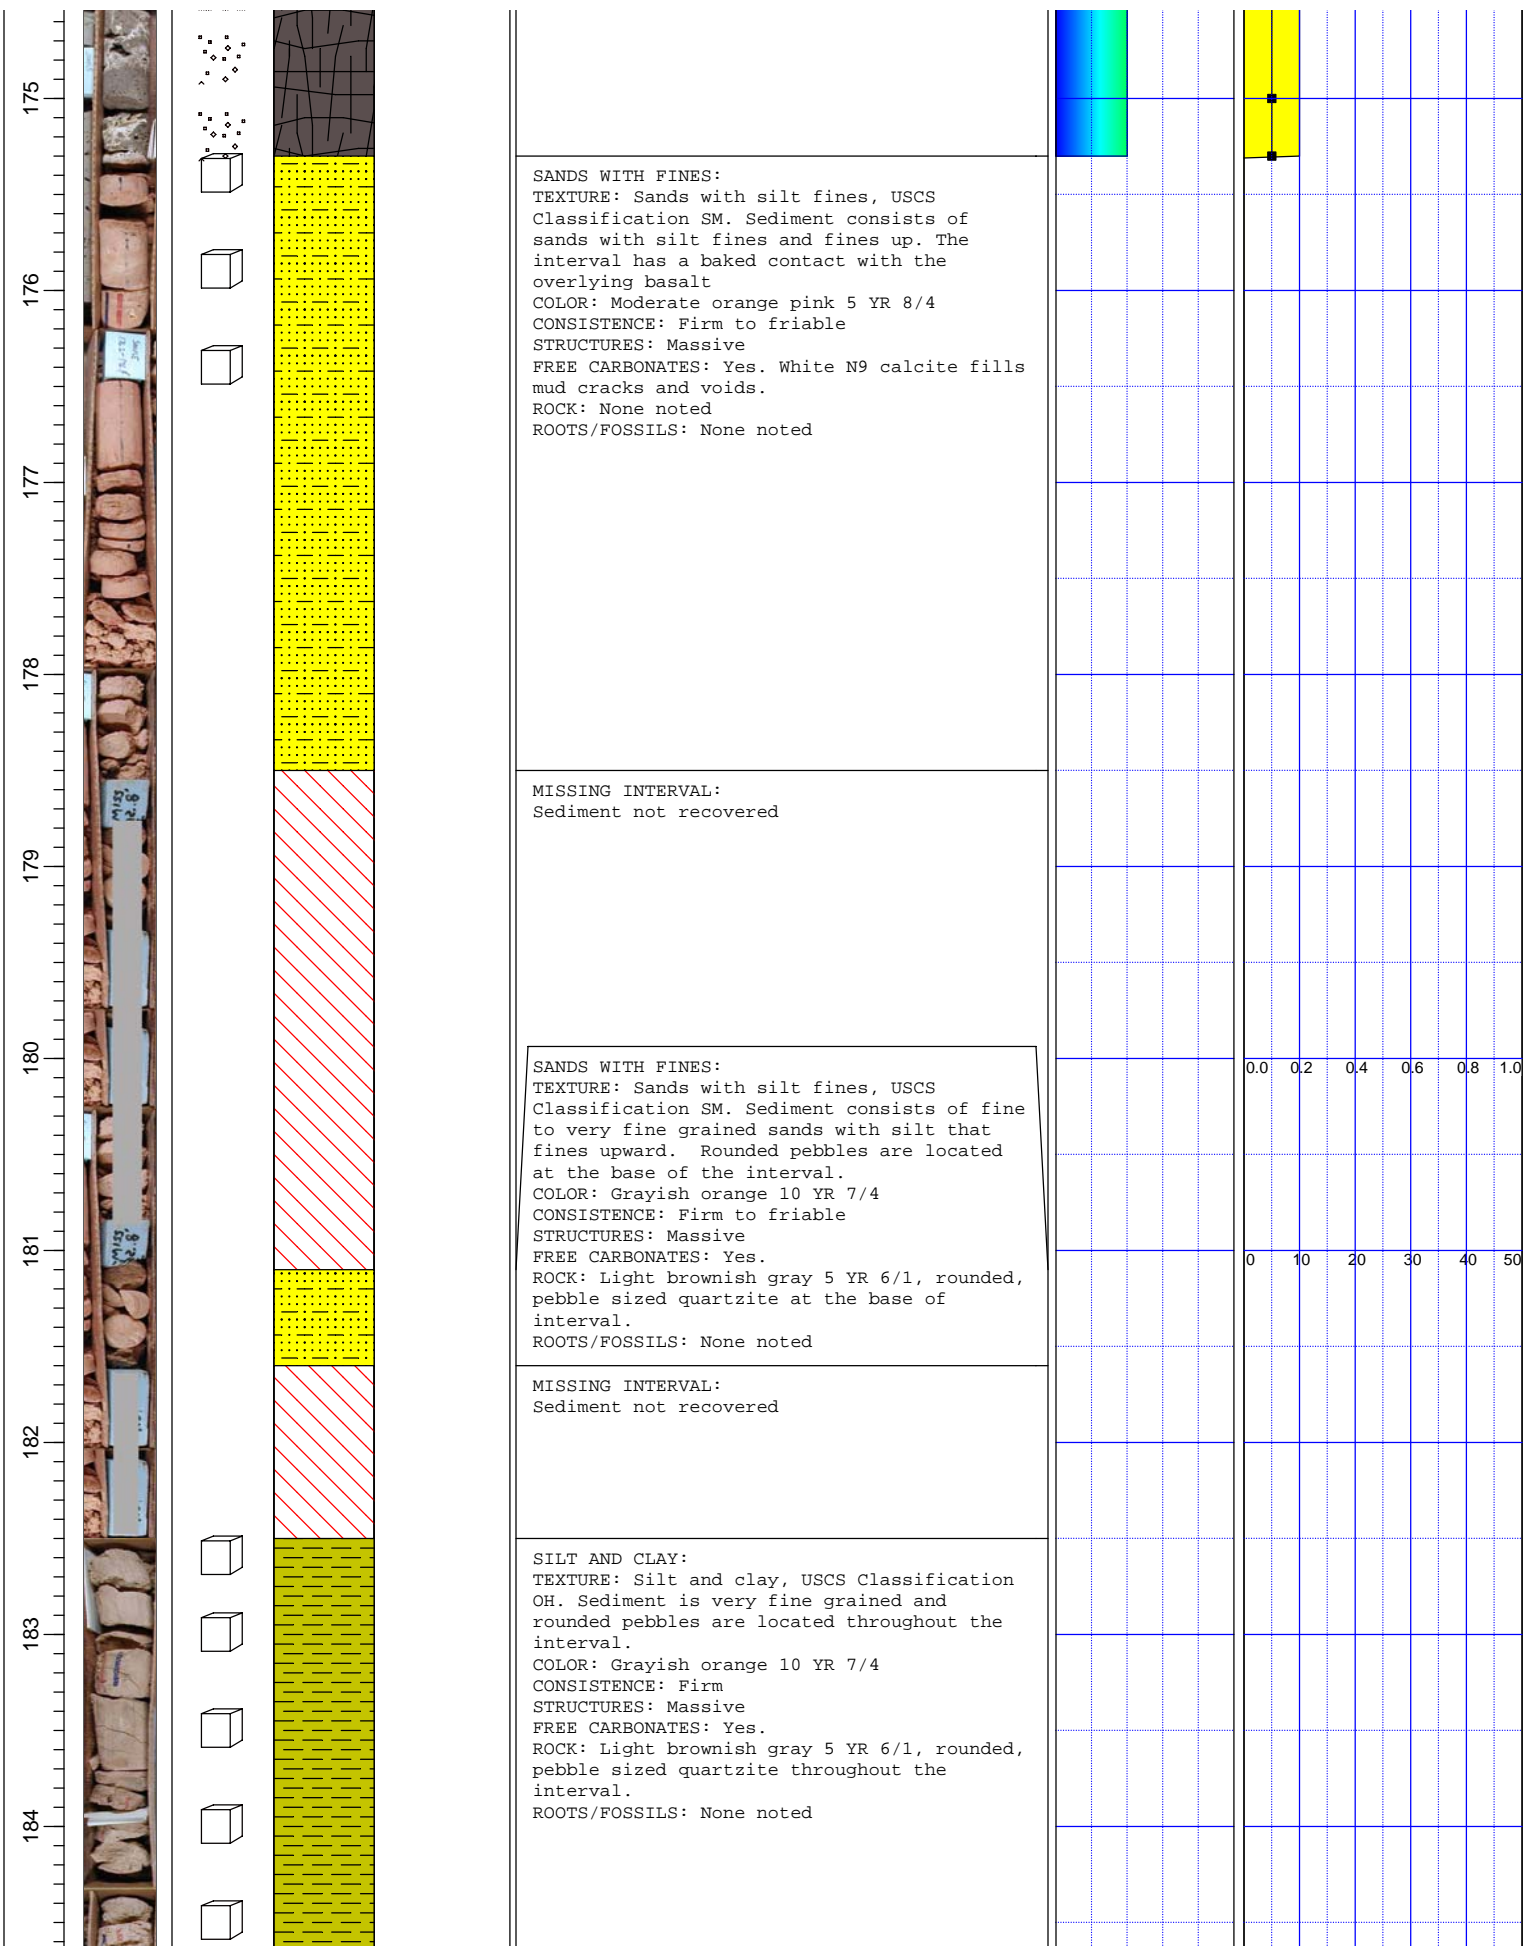 175
176
177
178
179
180
181
182
183
184
SANDS WITH FINES:
TEXTURE: Sands with silt fines, USCS
Classification SM. Sediment consists of
sands with silt fines and fines up. The
interval has a baked contact with the
overlying basalt
COLOR: Moderate orange pink 5 YR 8/4
CONSISTENCE: Firm to friable
STRUCTURES: Massive
FREE CARBONATES: Yes. White N9 calcite fills
mud cracks and voids.
ROCK: None noted
ROOTS/FOSSILS: None noted
MISSING INTERVAL:
Sediment not recovered
SANDS WITH FINES:
TEXTURE: Sands with silt fines, USCS
Classification SM. Sediment consists of fine
to very fine grained sands with silt that
fines upward.  Rounded pebbles are located
at the base of the interval.
COLOR: Grayish orange 10 YR 7/4
CONSISTENCE: Firm to friable
STRUCTURES: Massive
FREE CARBONATES: Yes.
ROCK: Light brownish gray 5 YR 6/1, rounded,
pebble sized quartzite at the base of
interval.
ROOTS/FOSSILS: None noted
MISSING INTERVAL:
Sediment not recovered
SILT AND CLAY:
TEXTURE: Silt and clay, USCS Classification
OH. Sediment is very fine grained and
rounded pebbles are located throughout the
interval.
COLOR: Grayish orange 10 YR 7/4
CONSISTENCE: Firm
STRUCTURES: Massive
FREE CARBONATES: Yes.
ROCK: Light brownish gray 5 YR 6/1, rounded,
pebble sized quartzite throughout the
interval.
ROOTS/FOSSILS: None noted
0.0 0.2 0.4 0.6 0.8 1.0
0 10 20 30 40 50